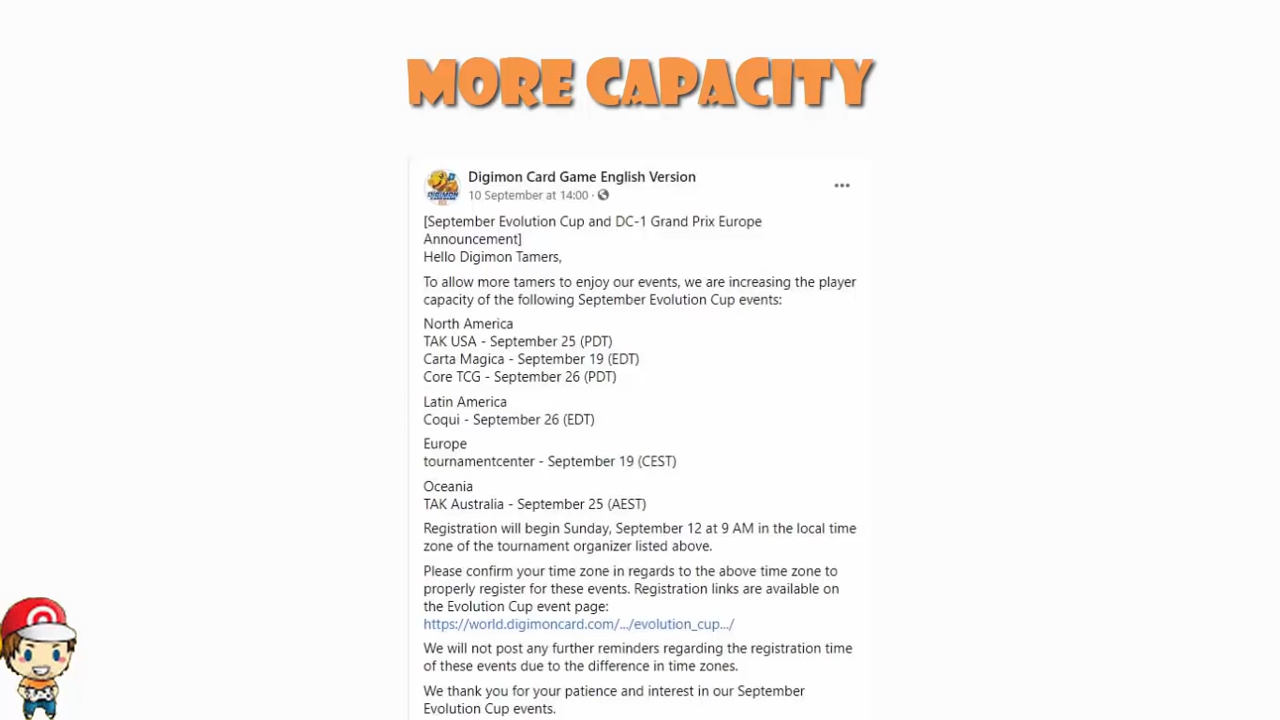 MORE CAPACITY
Digimon Card Game English Version
10 September at 14:00 ·
[September Evolution Cup and DC-1 Grand Prix Europe
Announcement]
Hello Digimon Tamers,
To allow more tamers to enjoy our events, we are increasing the player
capacity of the following September Evolution Cup events:
North America
TAK USA - September 25 (PDT)
Carta Magica - September 19 (EDT)
Core TCG - September 26 (PDT)
Latin America
Coqui - September 26 (EDT)
Europe
tournamentcenter - September 19 (CEST)
Oceania
TAK Australia - September 25 (AEST)
Registration will begin Sunday, September 12 at 9 AM in the local time
zone of the tournament organizer listed above.
Please confirm your time zone in regards to the above time zone to
properly register for these events. Registration links are available on
the Evolution Cup event page:
https://world.digimoncard.com/.../evolution_cup.../
We will not post any further reminders regarding the registration time
of these events due to the difference in time zones.
We thank you for your patience and interest in our September
Evolution Cup events.